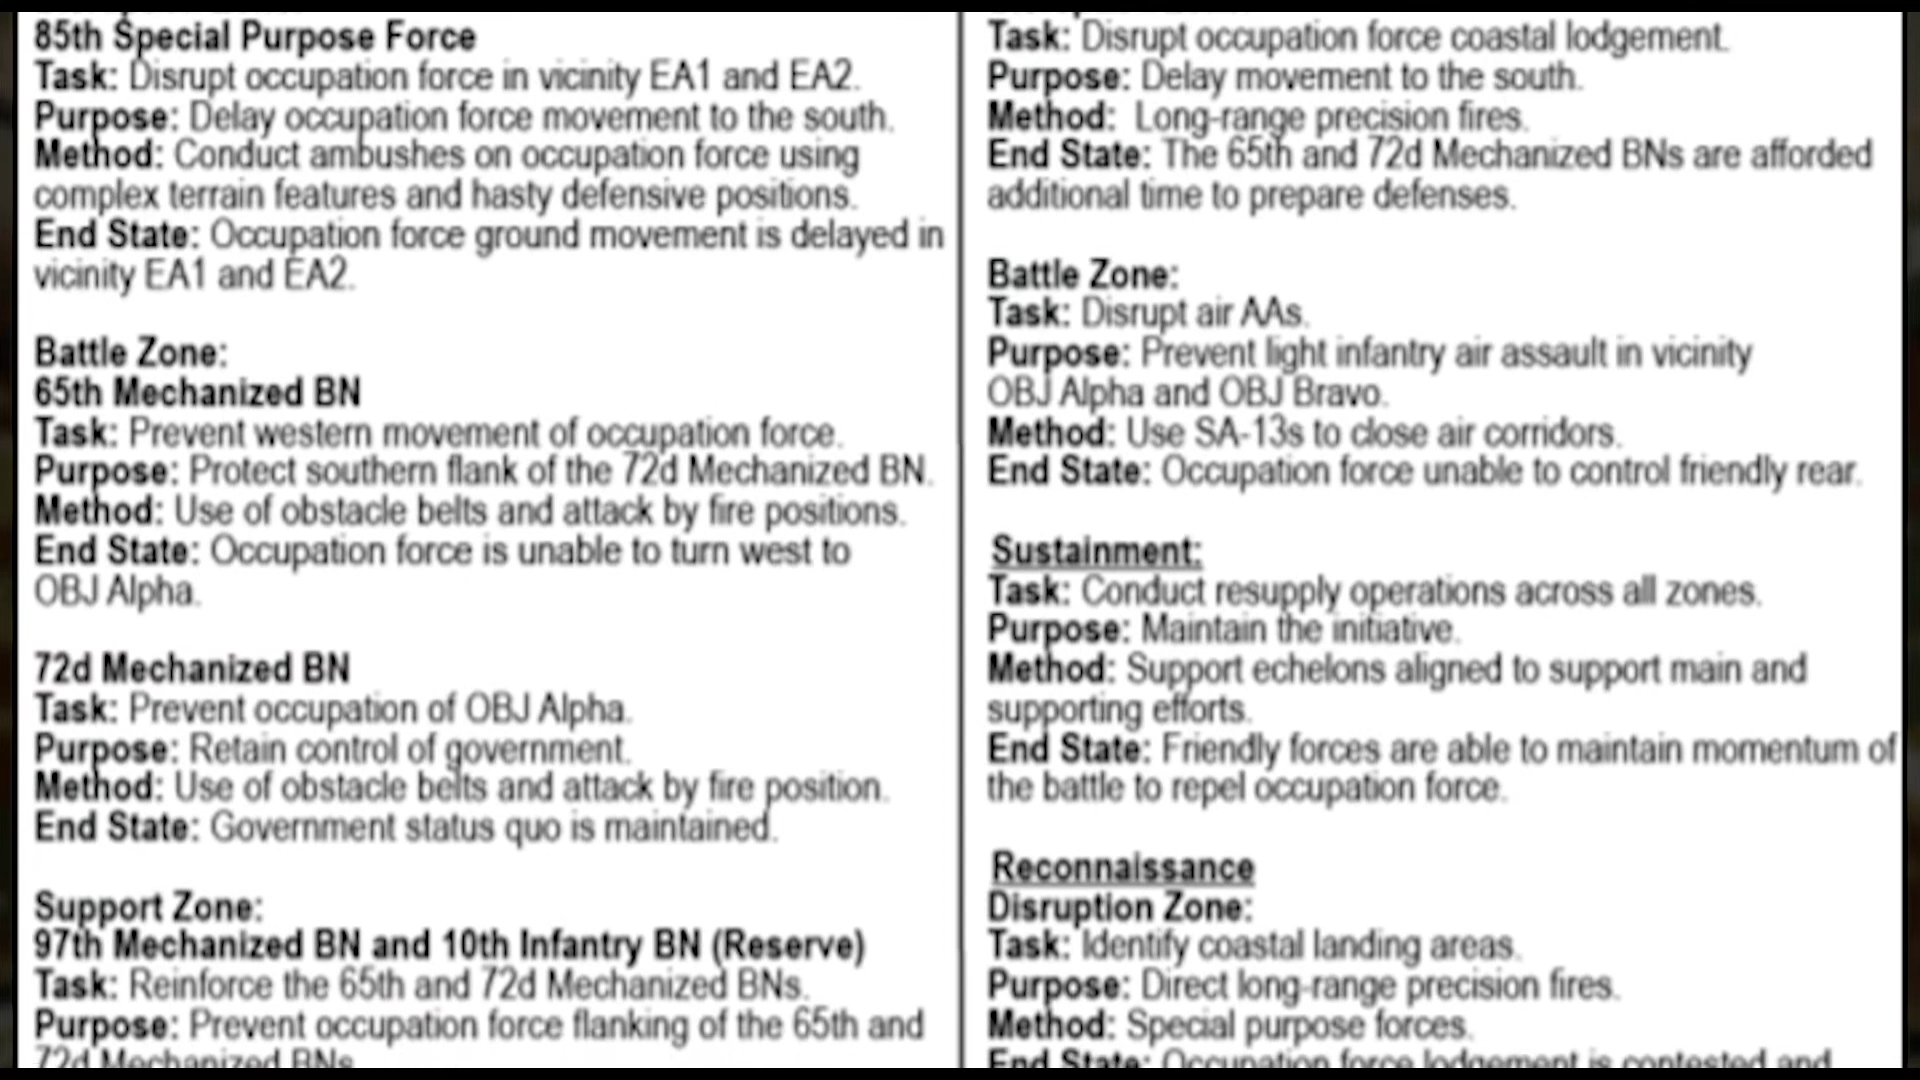 85th Special Purpose Force
Task: Disrupt occupation force in vicinity EA1 and EA2.
Purpose: Delay occupation force movement to the south.
Method: Conduct ambushes on occupation force using
complex terrain features and hasty defensive positions.
End State: Occupation force ground movement is delayed in
vicinity EA1 and EA2.
Battle Zone:
65th Mechanized BN
Task: Prevent western movement of occupation force.
Purpose: Protect southern flank of the 72d Mechanized BN.
Method: Use of obstacle belts and attack by fire positions.
End State: Occupation force is unable to turn west to
OBJ Alpha.
72d Mechanized BN
Task: Prevent occupation of OBJ Alpha.
Purpose: Retain control of government.
Method: Use of obstacle belts and attack by fire position.
End State: Government status quo is maintained.
Support Zone:
97th Mechanized BN and 10th Infantry BN (Reserve)
Task: Reinforce the 65th and 72d Mechanized BNs.
Purpose: Prevent occupation force flanking of the 65th and
72d Mechanized BNs.
Task: Disrupt occupation force coastal lodgement.
Purpose: Delay movement to the south.
Method: Long-range precision fires.
End State: The 65th and 72d Mechanized BNs are afforded
additional time to prepare defenses.
Battle Zone:
Task: Disrupt air AAs.
Purpose: Prevent light infantry air assault in vicinity
OBJ Alpha and OBJ Bravo.
Method: Use SA-13s to close air corridors.
End State: Occupation force unable to control friendly rear.
Sustainment:
Task: Conduct resupply operations across all zones.
Purpose: Maintain the initiative.
Method: Support echelons aligned to support main and
supporting efforts.
End State: Friendly forces are able to maintain momentum of
the battle to repel occupation force.
Reconnaissance
Disruption Zone:
Task: Identify coastal landing areas.
Purpose: Direct long-range precision fires.
Method: Special purpose forces.
End State: Occupation force lodgement is contested and